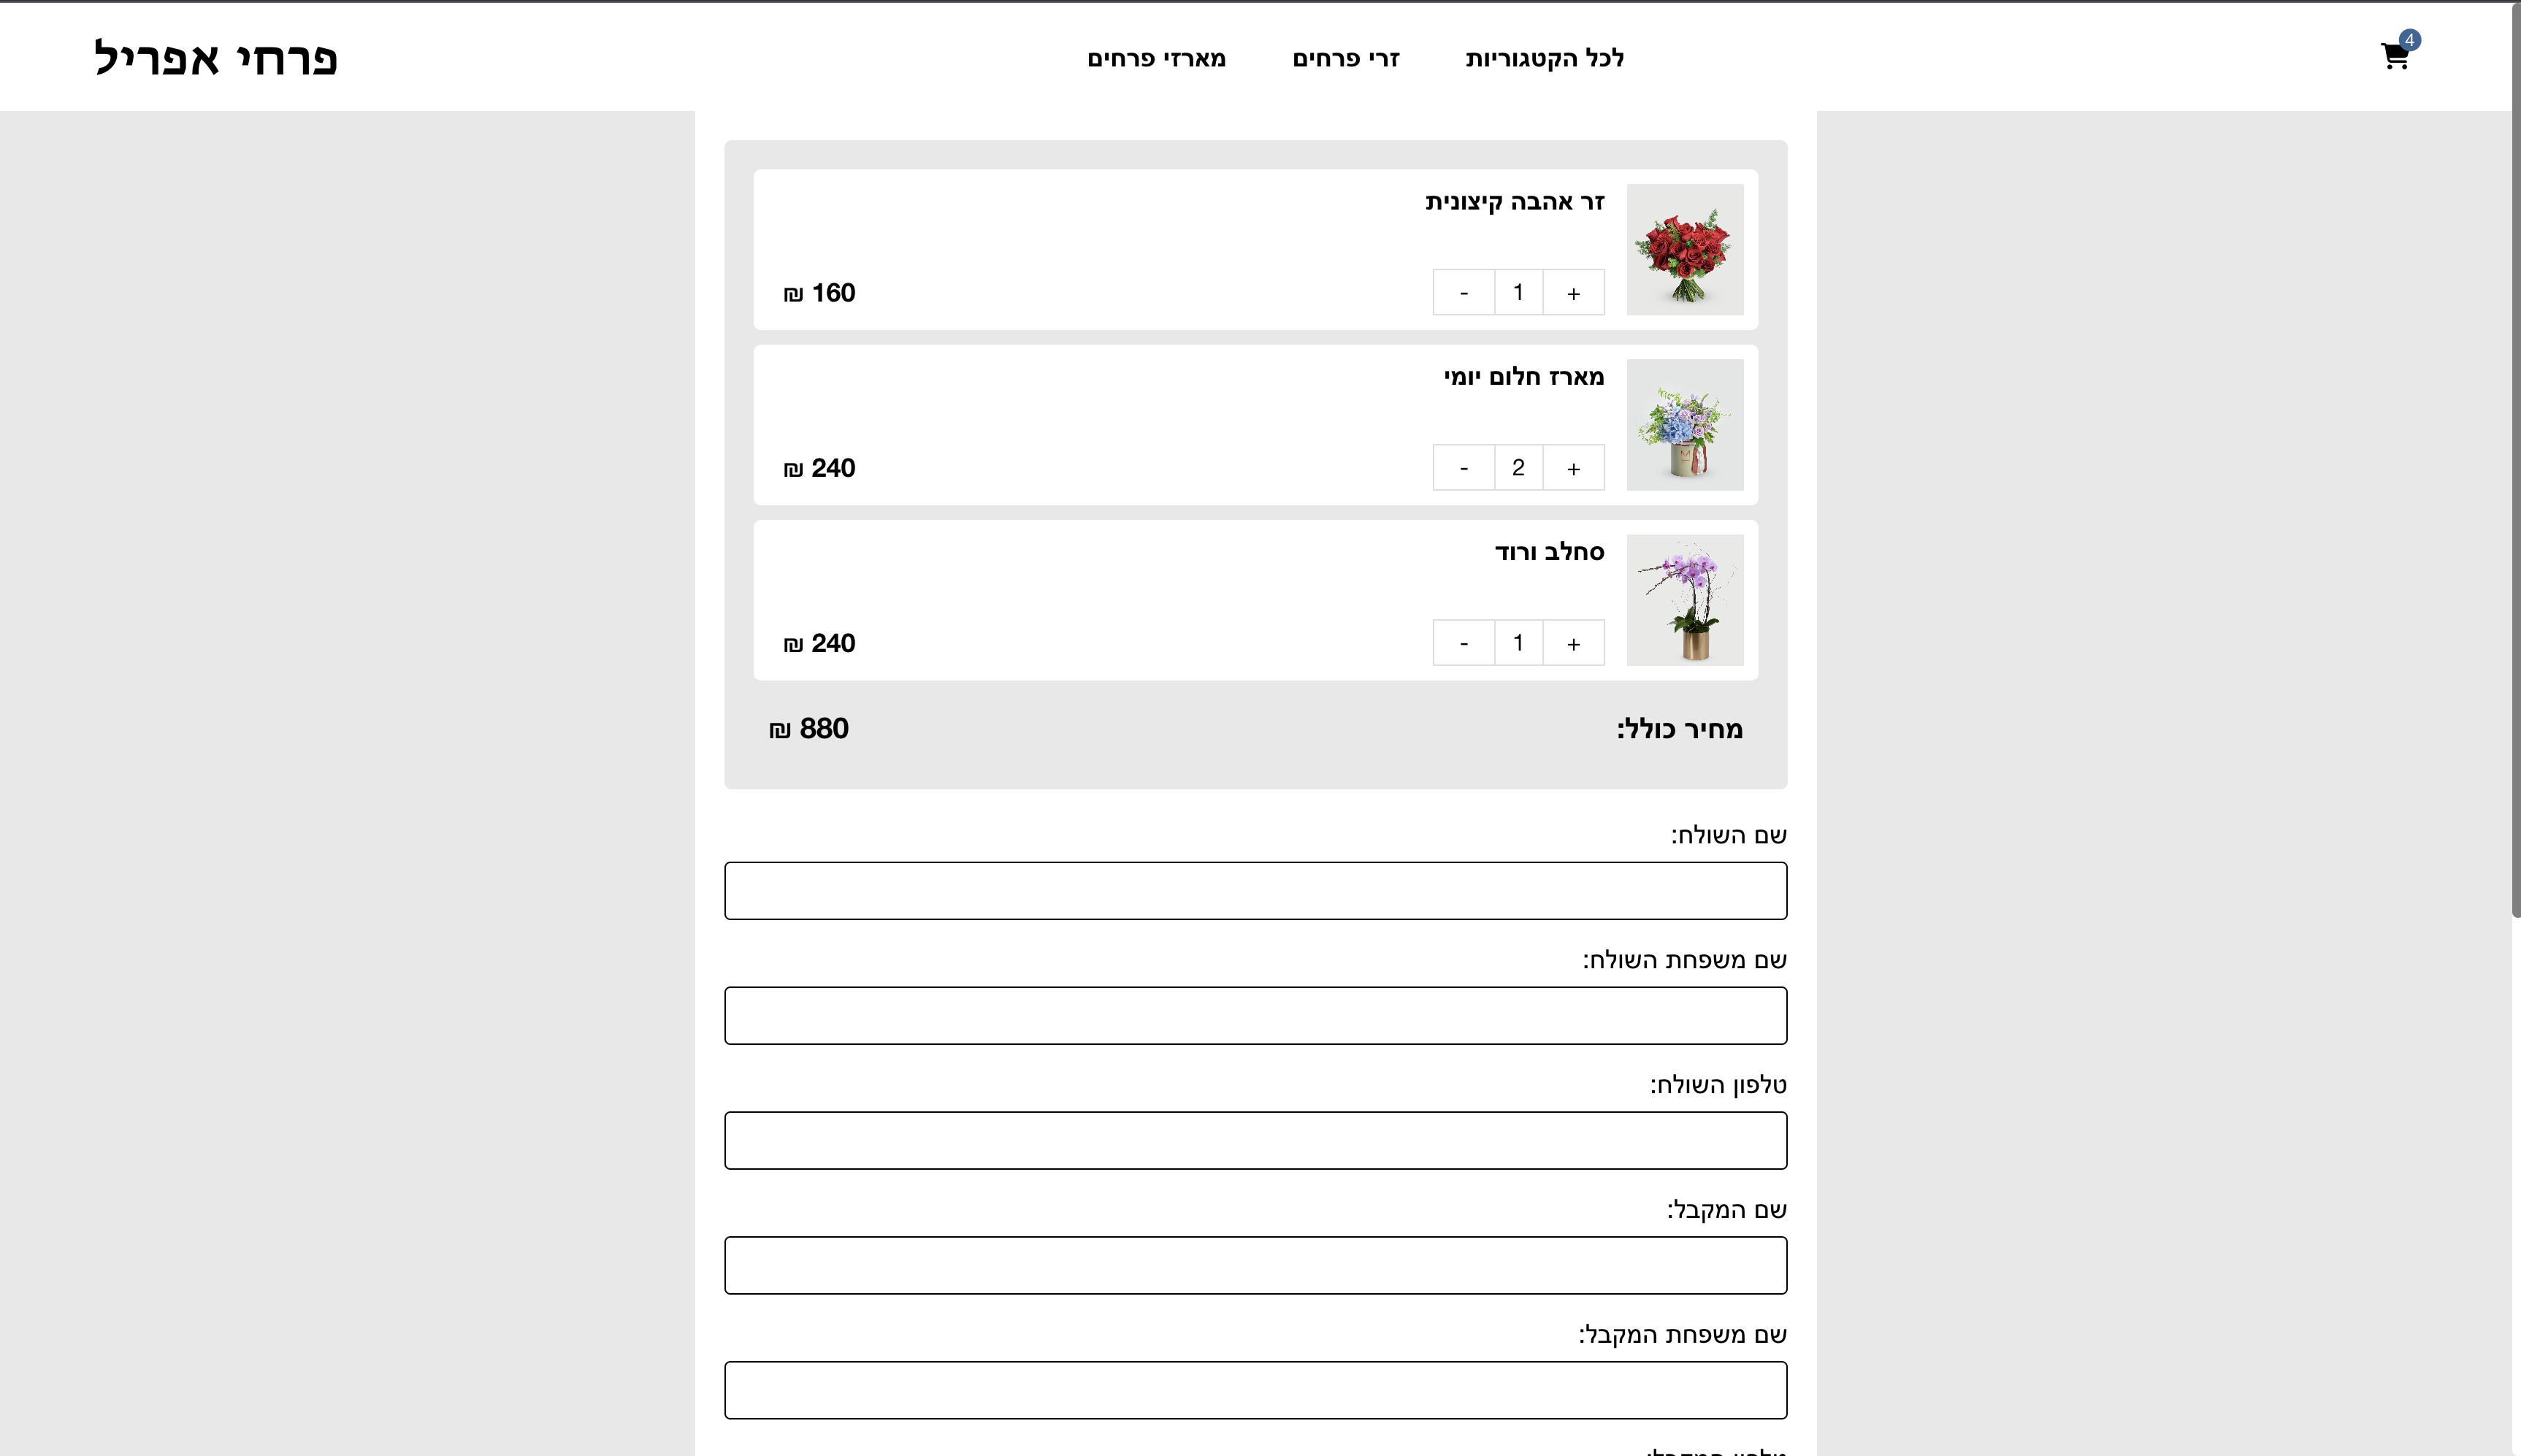 4
לכל הקטגוריות
זרי פרחים
מארזי פרחים
פרחי אפריל
זר אהבה קיצונית
+ 1 -
160 ₪
מארז חלום יומי
+ 2 -
240 ₪
סחלב ורוד
+ 1 -
240 ₪
מחיר כולל:
880 ₪
שם השולח:
שם משפחת השולח:
טלפון השולח:
שם המקבל:
שם משפחת המקבל: